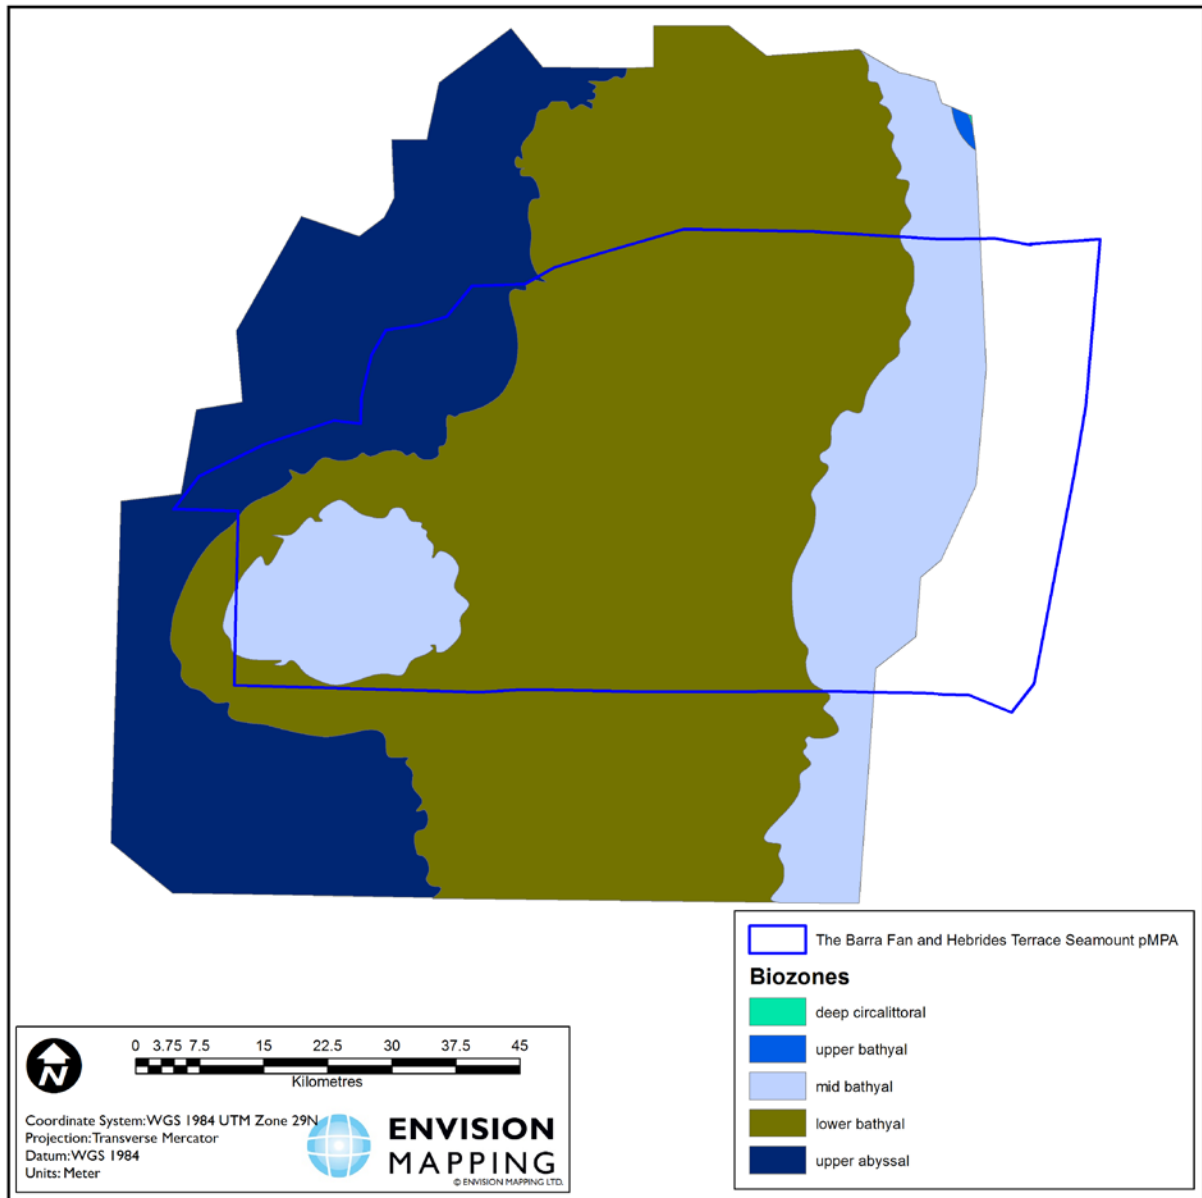 The Barra Fan and Hebrides Terrace Seamount pMPA
Biozones
deep circalittoral
upper bathyal
mid bathyal
lower bathyal
upper abyssal
N
0 3.75 7.5 15 22.5 30 37.5 45
Kilometres
Coordinate System:WGS 1984 UTM Zone 29N
Projection:Transverse Mercator
Datum:WGS 1984
Units: Meter
ENVISION
MAPPING
© ENVISION MAPPING LTD.